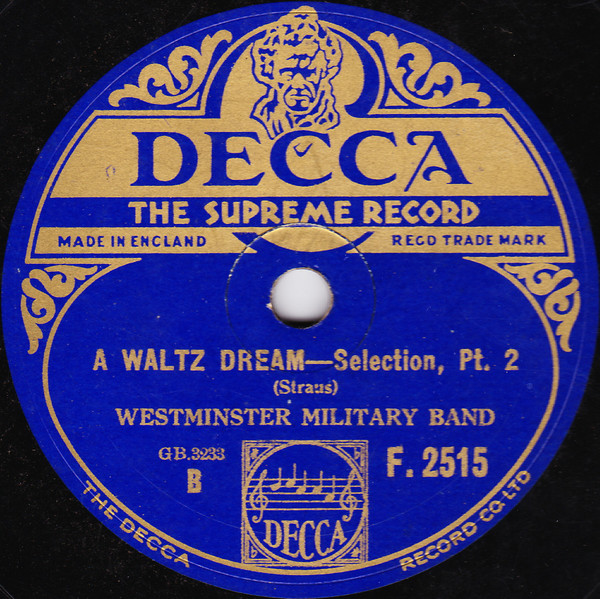 DECCA
THE SUPREME RECORD
MADE IN ENGLAND REGD TRADE MARK
A WALTZ DREAM—Selection, Pt. 2
(Straus)
WESTMINSTER MILITARY BAND
GB.3233
B
F. 2515
DECCA
THE DECCA RECORD CO. LTD